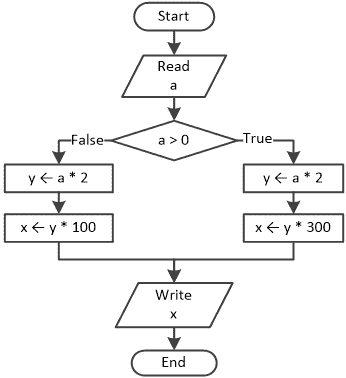 Start
Read
a
False
a > 0
True
y ← a * 2
y ← a * 2
x ← y * 100
x ← y * 300
Write
x
End